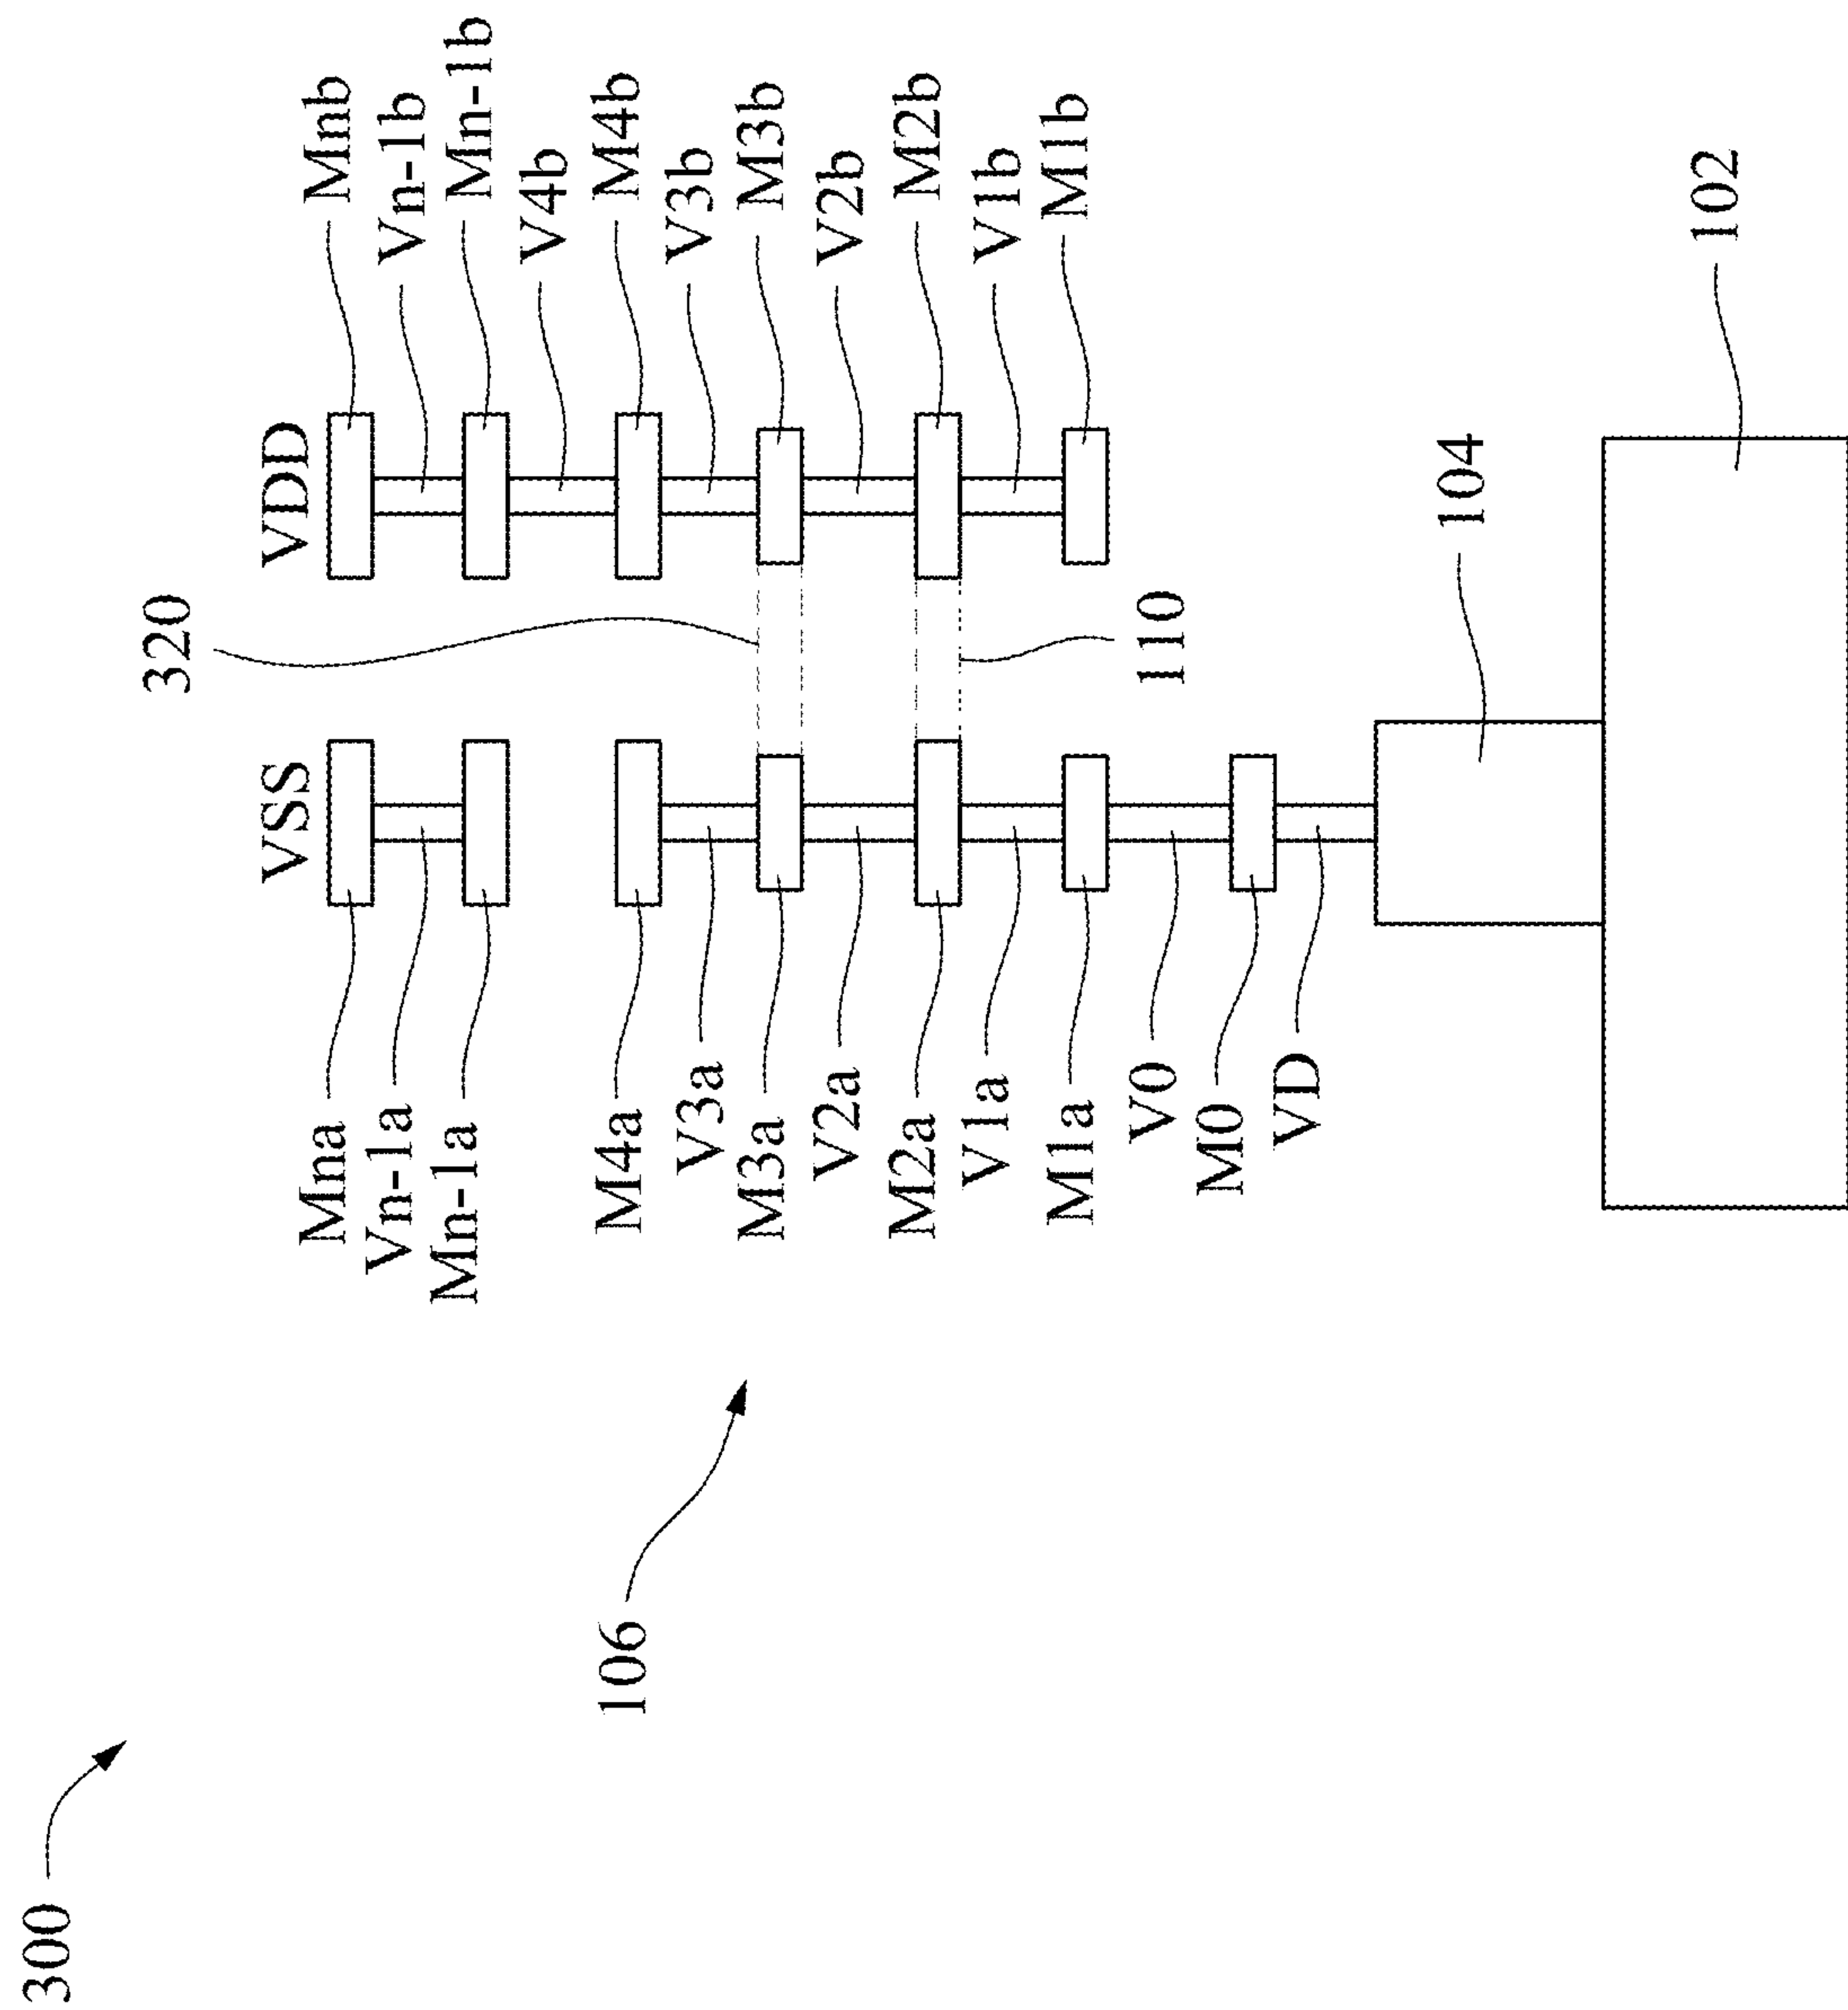 300
106
320
VSS
VDD
Mna
Vn-1a
Mn-1a
M4a
V3a
M3a
V2a
M2a
V1a
M1a
V0
M0
VD
Mnb
Vn-1b
Mn-1b
V4b
M4b
V3b
M3b
V2b
M2b
V1b
M1b
110
104
102